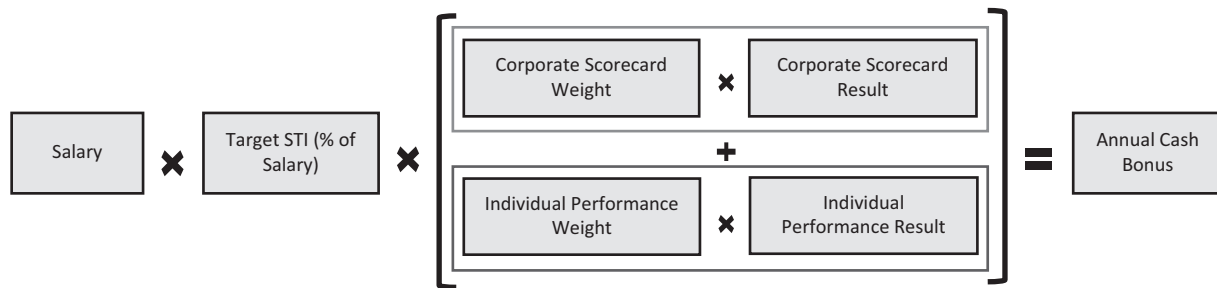 Salary
×
Target STI (% of
Salary)
×
Corporate Scorecard
Weight
×
Corporate Scorecard
Result
+
Individual Performance
Weight
×
Individual
Performance Result
=
Annual Cash
Bonus